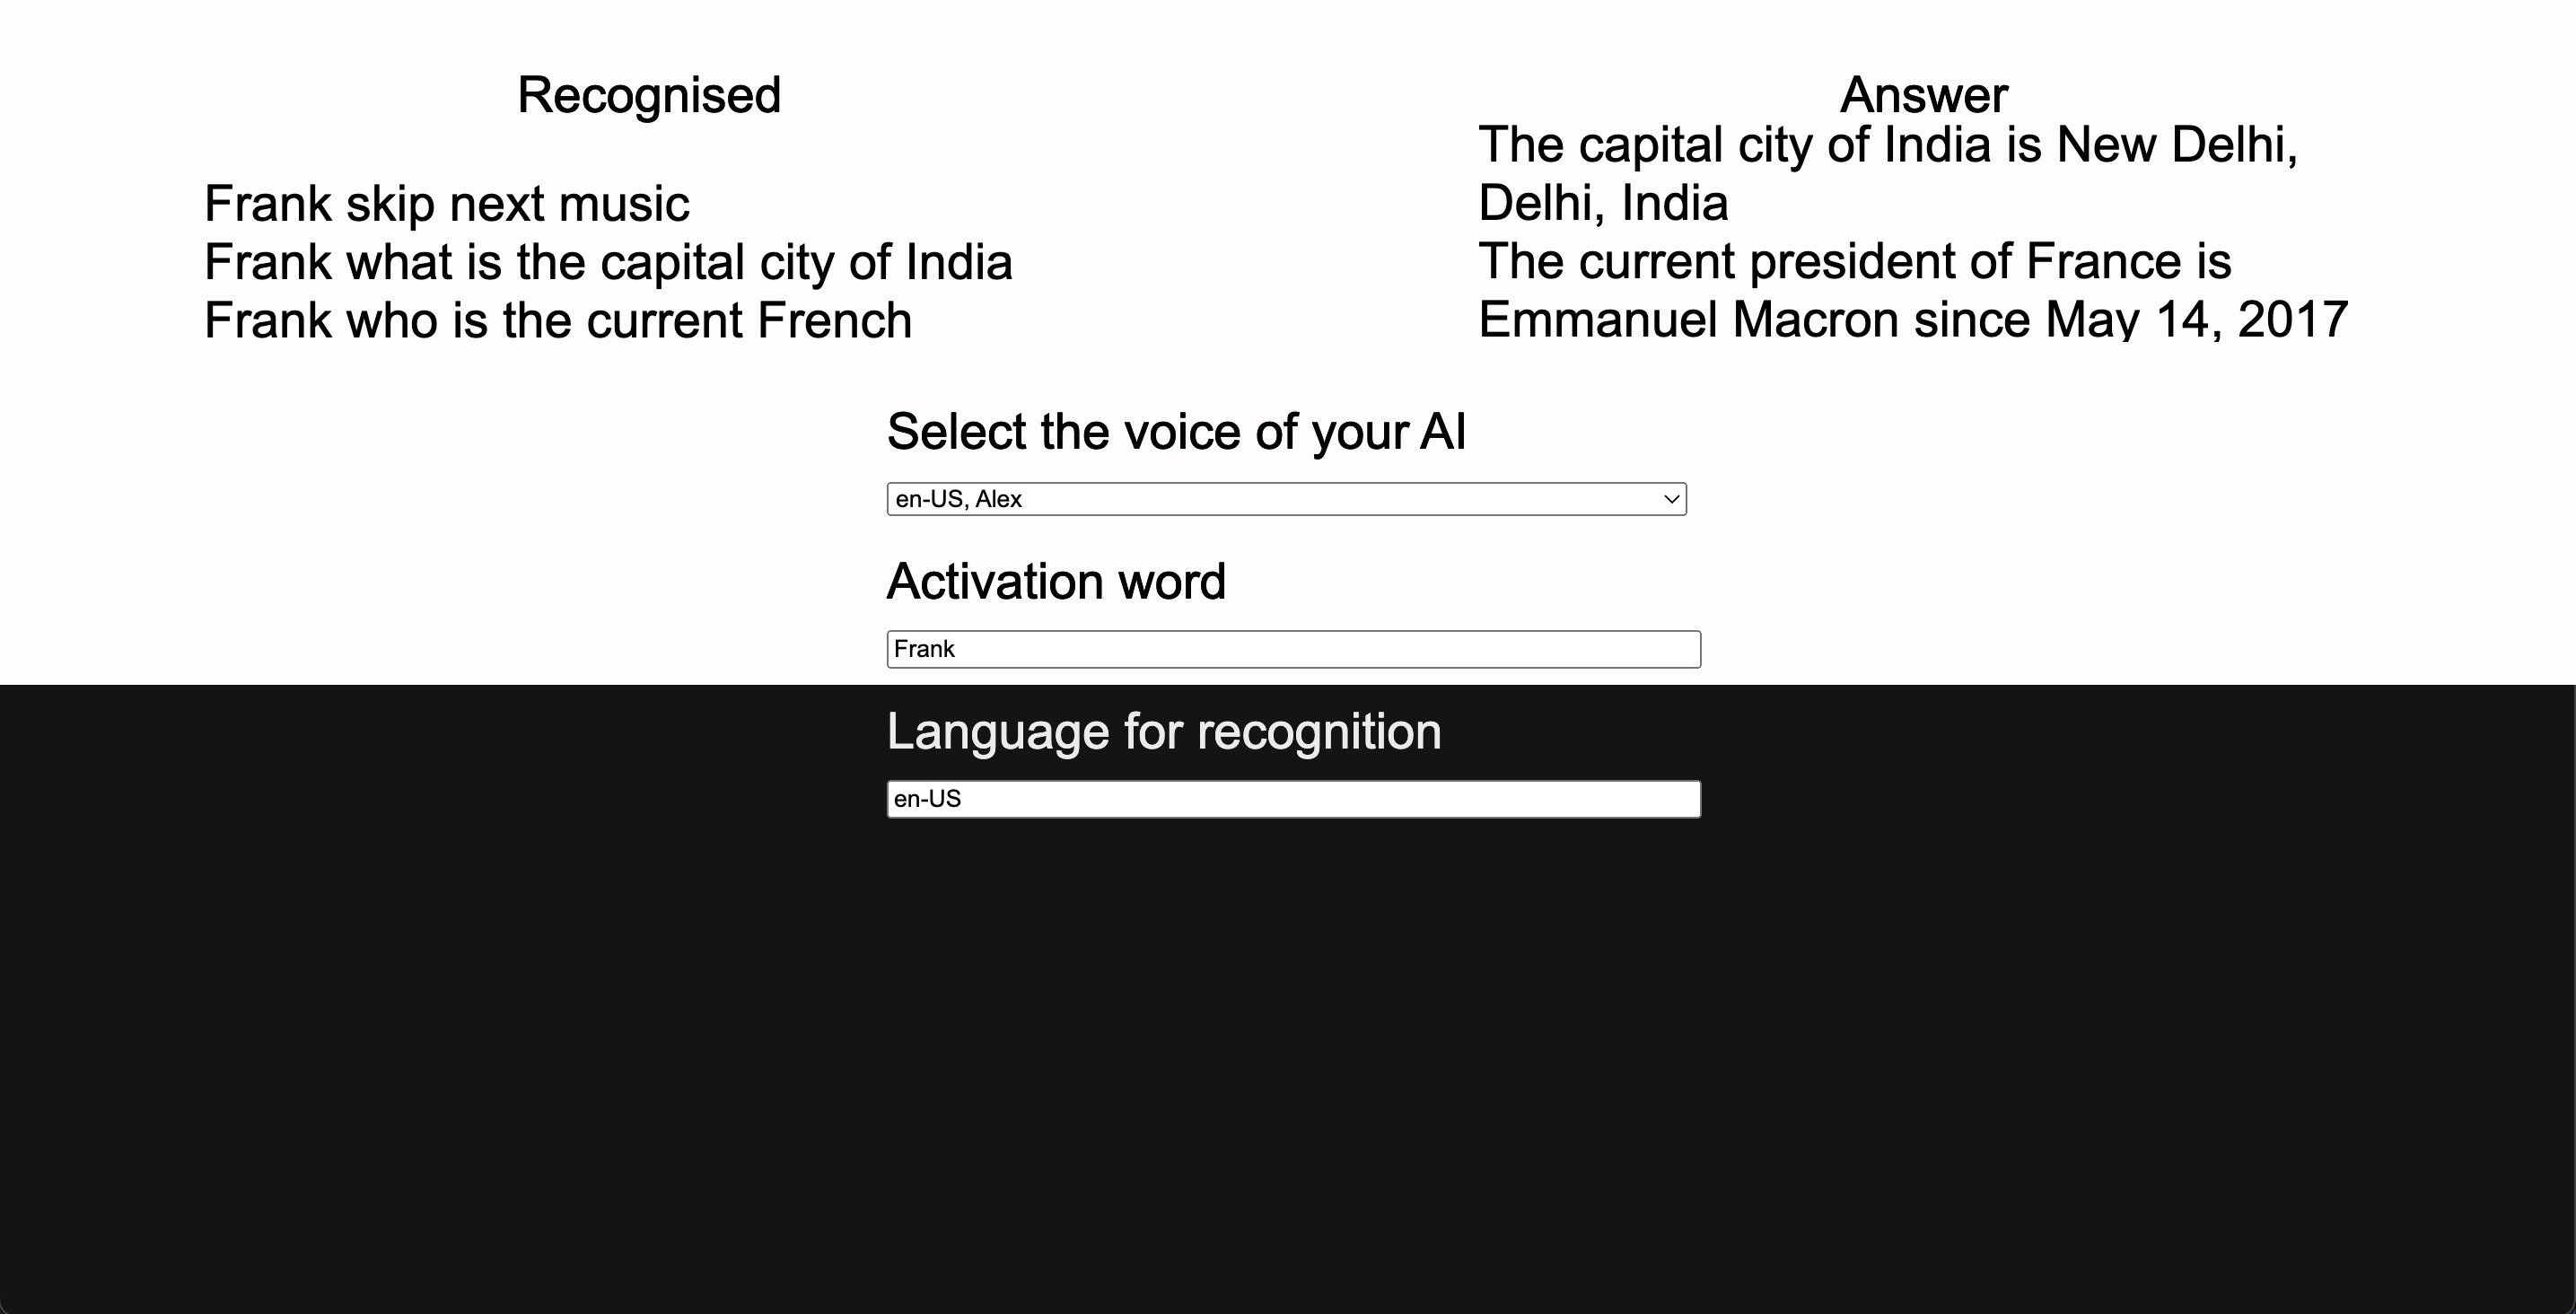 Recognised
Frank skip next music
Frank what is the capital city of India
Frank who is the current French
Answer
The capital city of India is New Delhi,
Delhi, India
The current president of France is
Emmanuel Macron since May 14, 2017
Select the voice of your AI
en-US, Alex
Activation word
Frank
Language for recognition
en-US